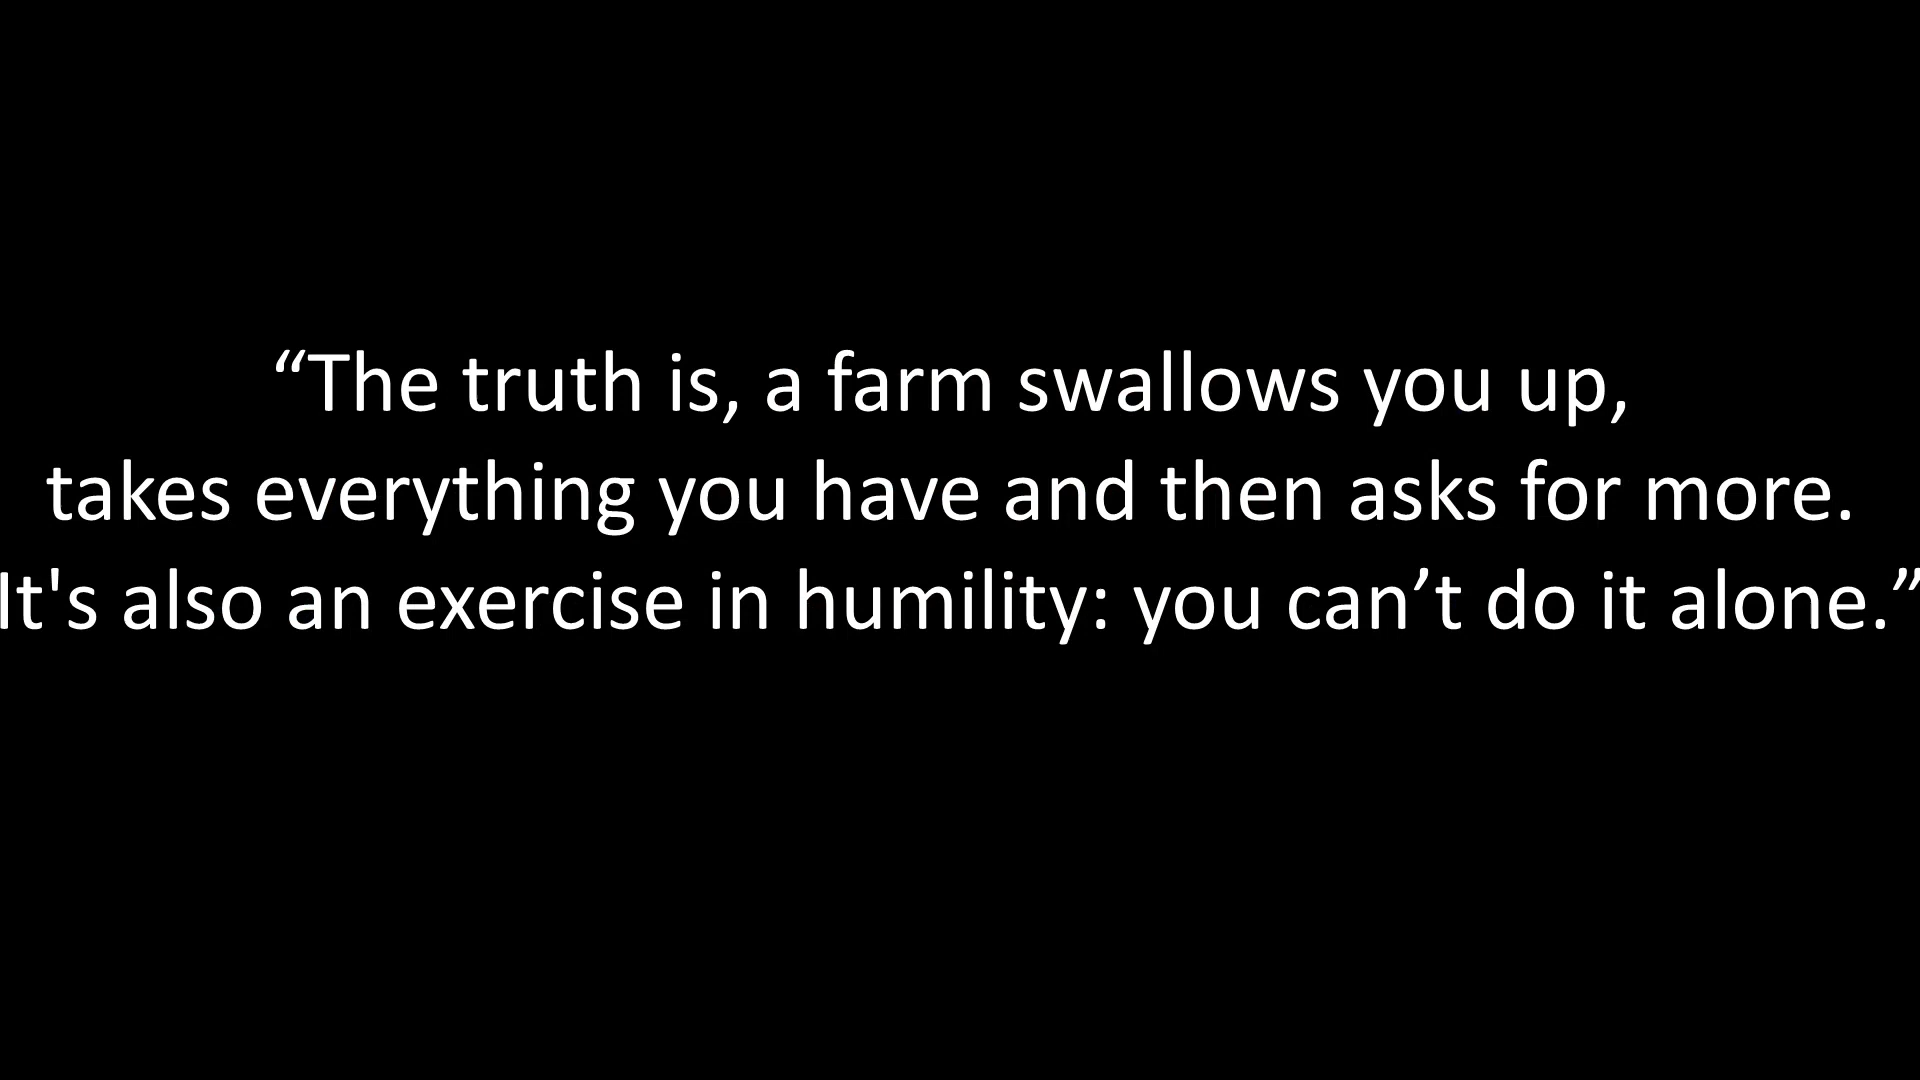 “The truth is, a farm swallows you up,
takes everything you have and then asks for more.
It's also an exercise in humility: you can’t do it alone.”